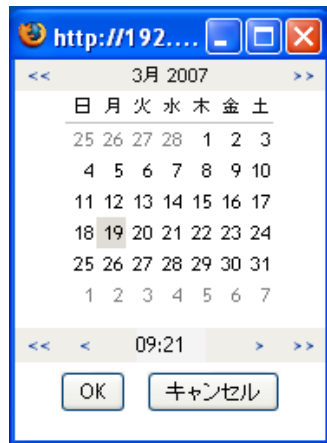 http://192....
<< 3月 2007 >>
日 月 火 水 木 金 土
25 26 27 28 1 2 3
4 5 6 7 8 9 10
11 12 13 14 15 16 17
18 19 20 21 22 23 24
25 26 27 28 29 30 31
1 2 3 4 5 6 7
<< < 09:21 > >>
OK キャンセル